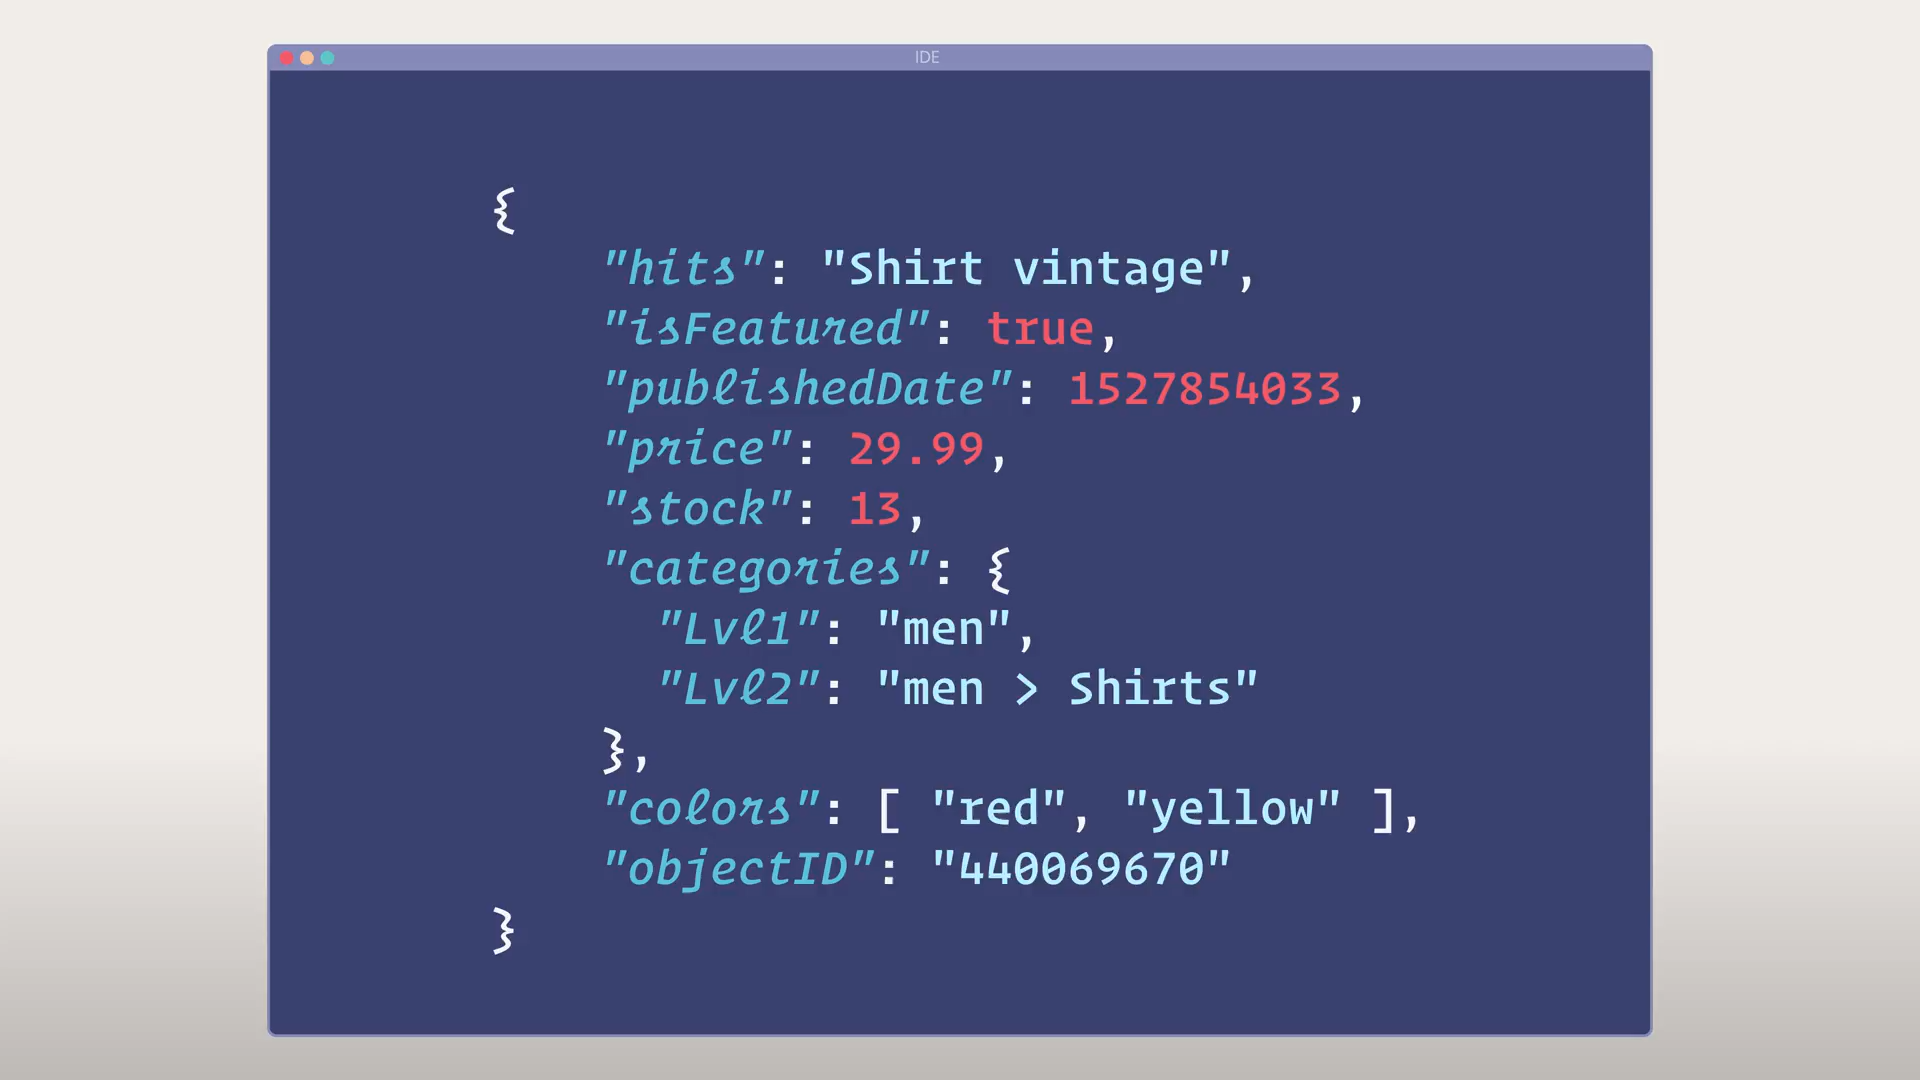 IDE
{
"hits": "Shirt vintage",
"isFeatured": true,
"publishedDate": 1527854033,
"price": 29.99,
"stock": 13,
"categories": {
"Lvl1": "men",
"Lvl2": "men > Shirts"
},
"colors": [ "red", "yellow" ],
"objectID": "440069670"
}